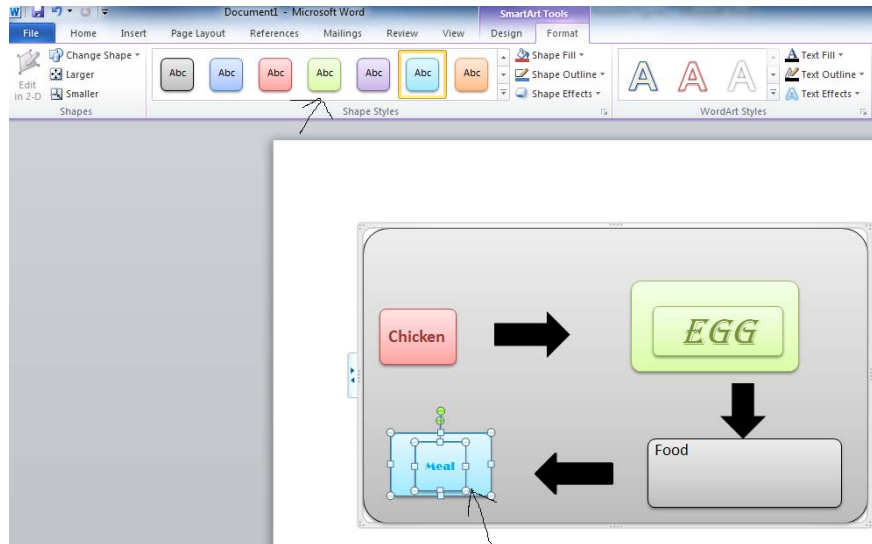 Document1 - Microsoft Word
SmartArt Tools
File Home Insert Page Layout References Mailings Review View Design Format
Edit in 2-D
Change Shape
Larger
Smaller
Shapes
Abc Abc Abc Abc Abc Abc Abc
Shape Styles
Shape Fill
Shape Outline
Shape Effects
A A A
WordArt Styles
Text Fill
Text Outline
Text Effects
Chicken
EGG
Meal
Food